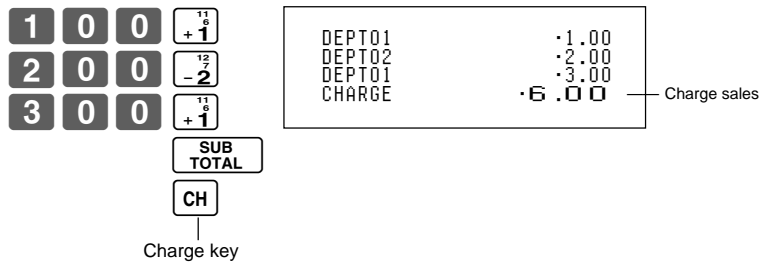 1 0 0 11 6 + 1
2 0 0 12 7 - 2
3 0 0 11 6 + 1
SUB TOTAL
CH
Charge key
DEPT01 ·1.00
DEPT02 ·2.00
DEPT01 ·3.00
CHARGE ·6.00
Charge sales